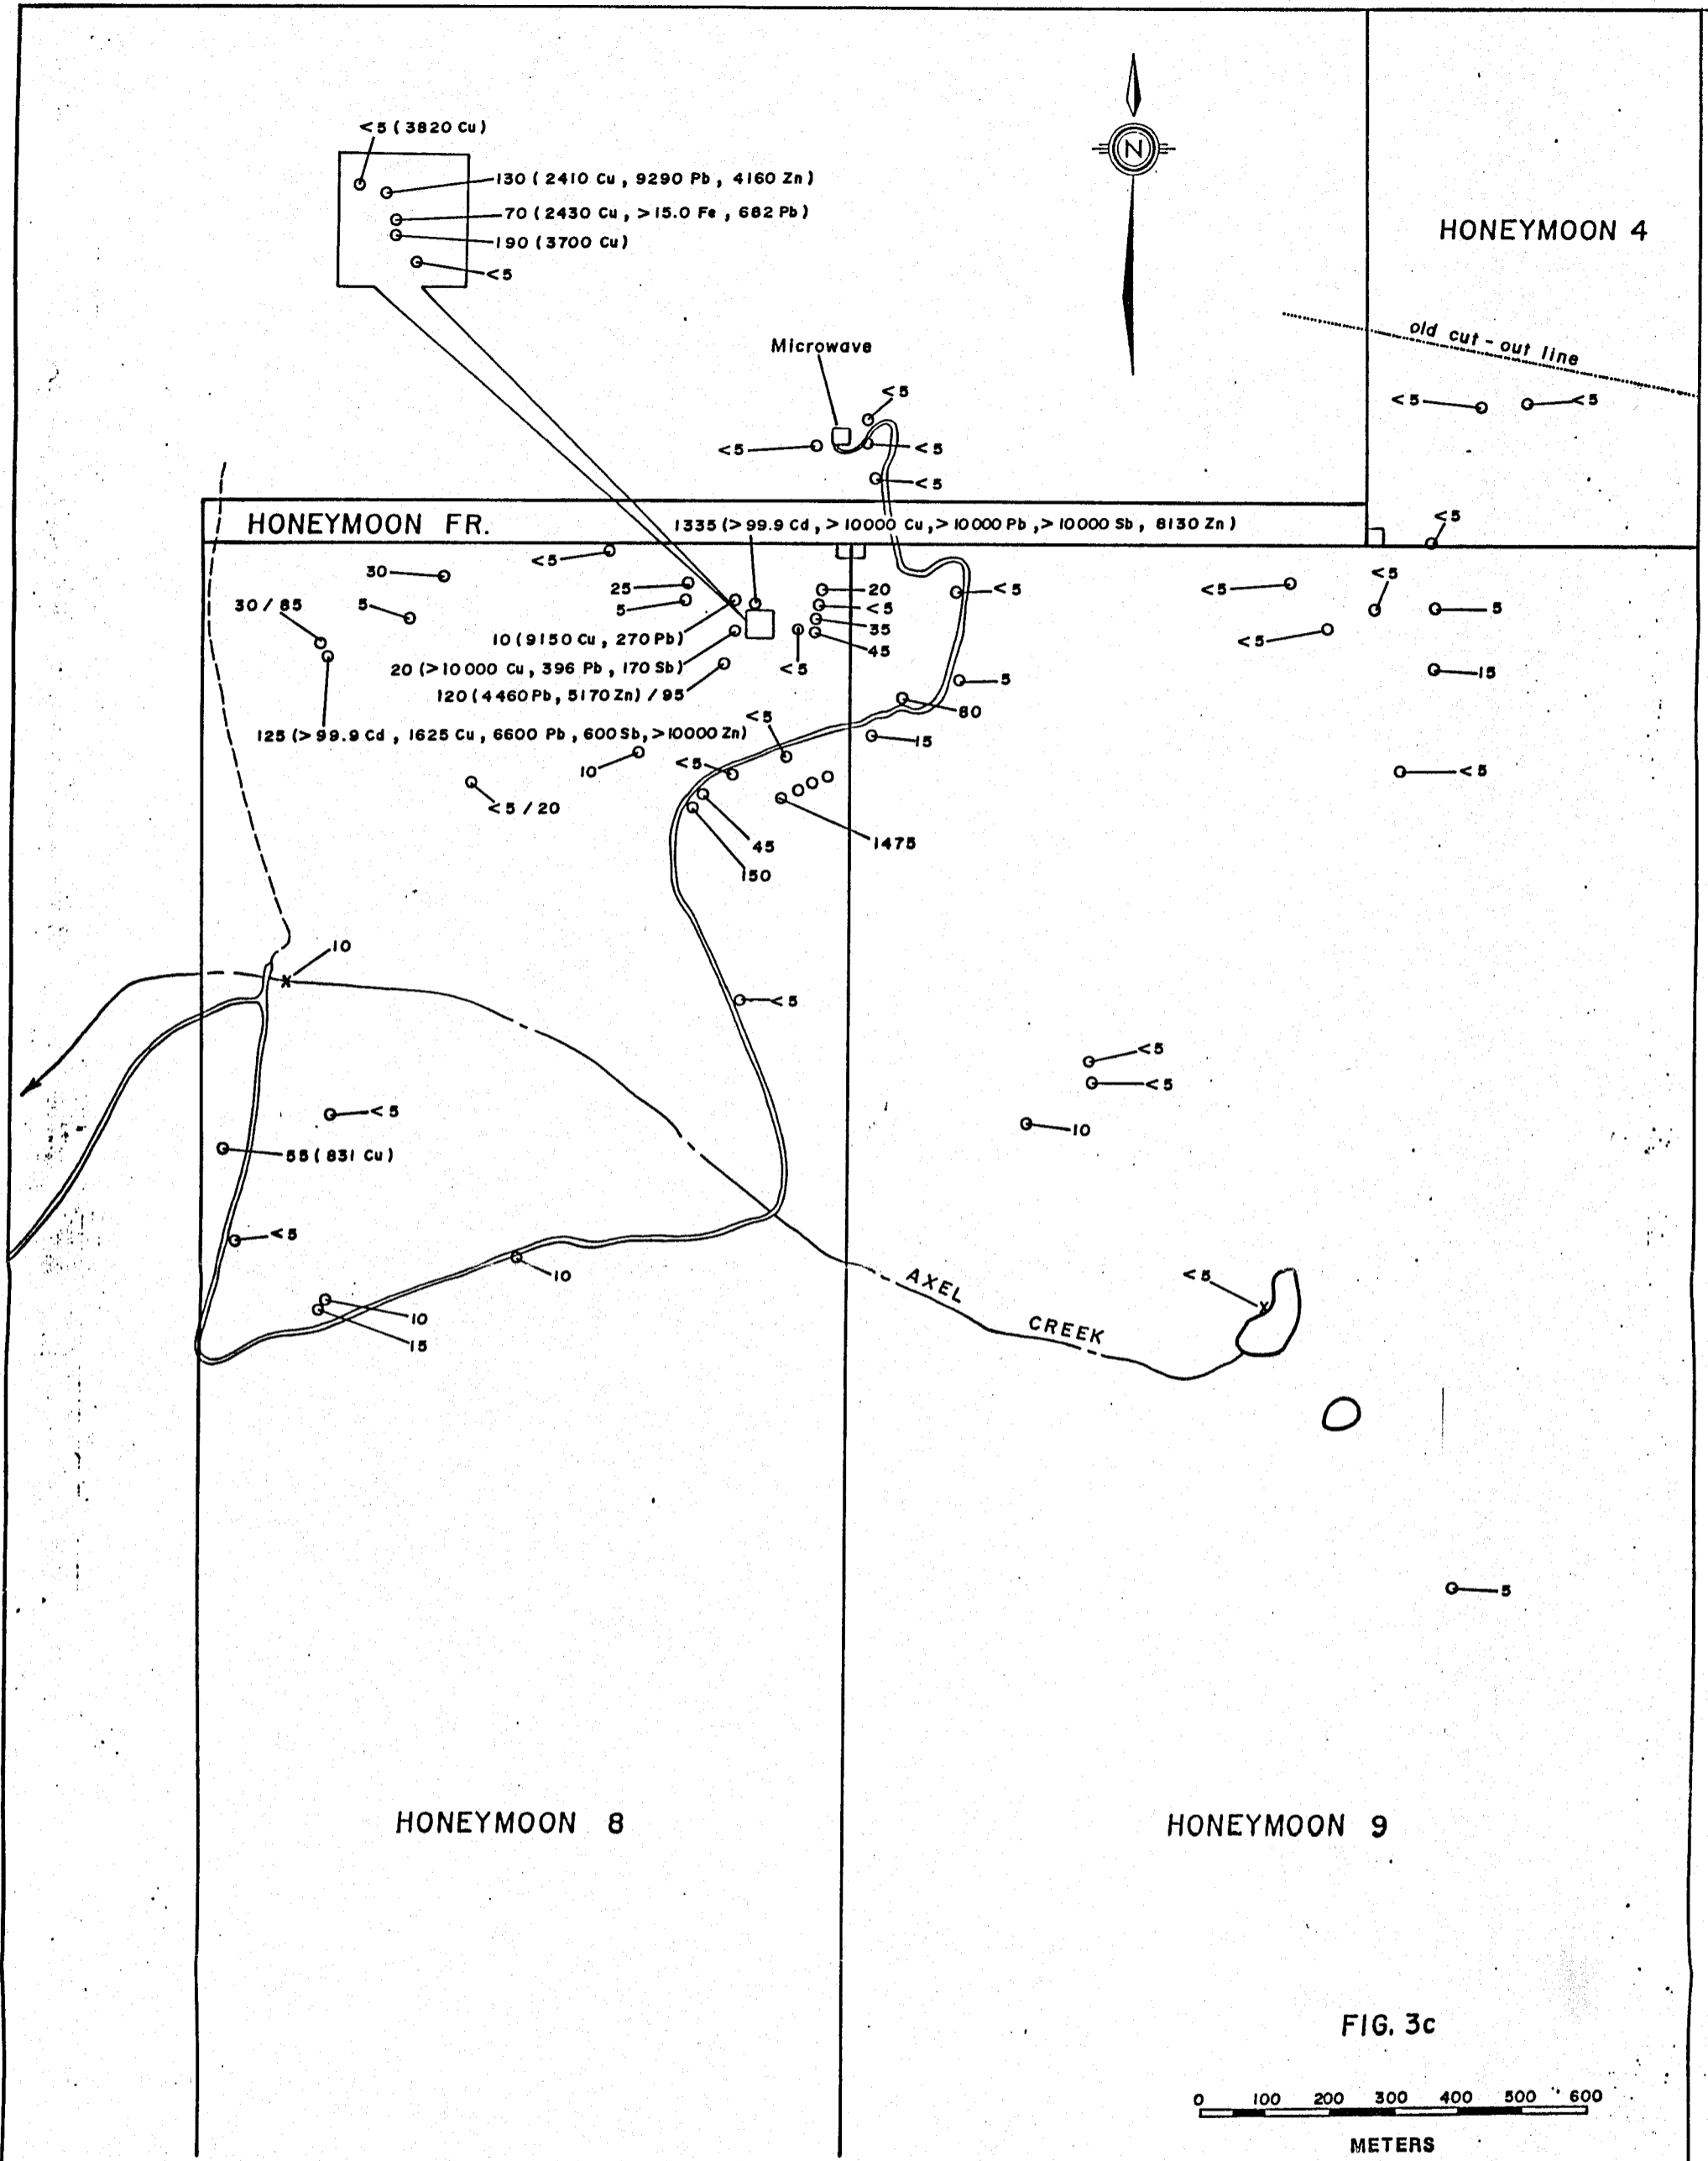 <5 (3820 Cu)
130 (2410 Cu, 9290 Pb, 4160 Zn)
70 (2430 Cu, >15.0 Fe, 682 Pb)
190 (3700 Cu)
<5
N
HONEYMOON 4
old cut-out line
<5
<5
Microwave
<5
<5
<5
<5
HONEYMOON FR.
1335 (>99.9 Cd, >10000 Cu, >10000 Pb, >10000 Sb, 8130 Zn)
<5
<5
30
25
20
<5
<5
<5
30/85
5
5
<5
5
35
10 (9150 Cu, 270 Pb)
45
<5
20 (>10000 Cu, 396 Pb, 170 Sb)
<5
15
120 (4460 Pb, 5170 Zn) / 95
5
80
<5
125 (>99.9 Cd, 1625 Cu, 6600 Pb, 600 Sb, >10000 Zn)
15
10
<5
<5
<5/20
45
1475
150
10
<5
<5
<5
<5
10
55 (831 Cu)
<5
10
<5
AXEL
CREEK
10
15
5
HONEYMOON 8
HONEYMOON 9
FIG. 3c
0 100 200 300 400 500 600
METERS